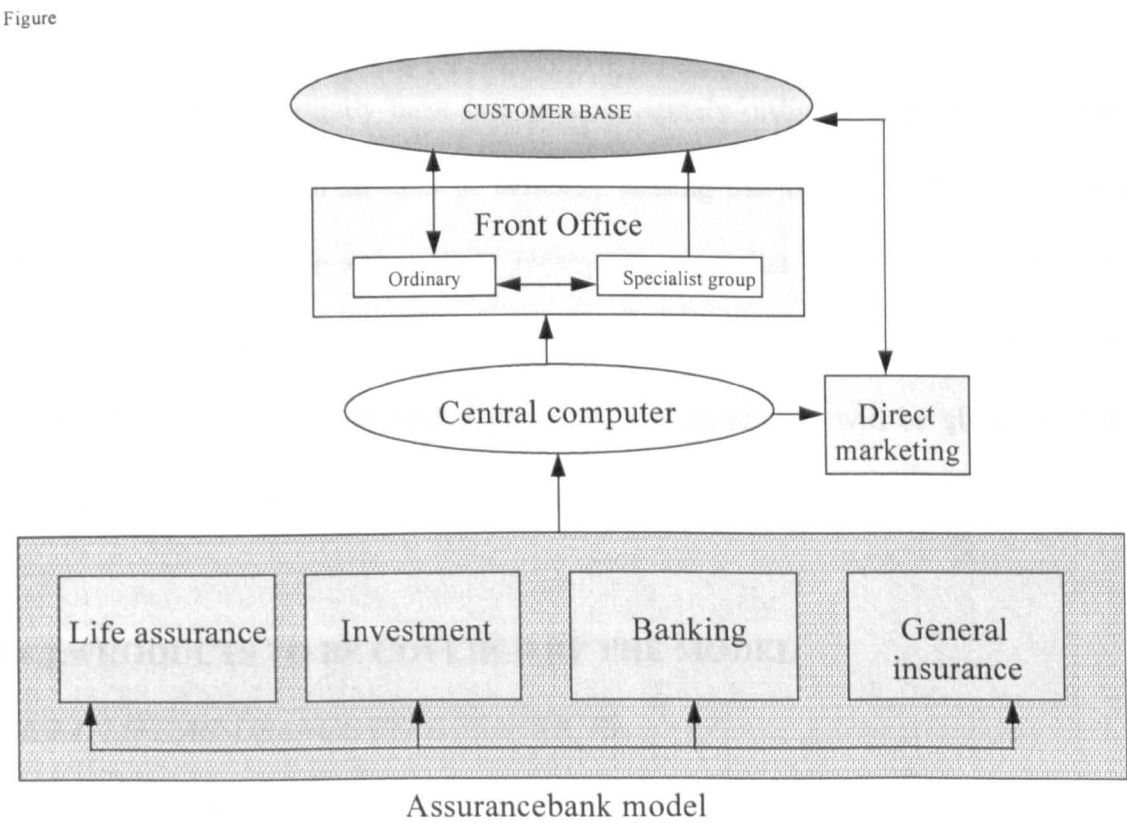 Figure
CUSTOMER BASE
Front Office
Ordinary
Specialist group
Central computer
Direct
marketing
Life assurance
Investment
Banking
General
insurance
Assurancebank model